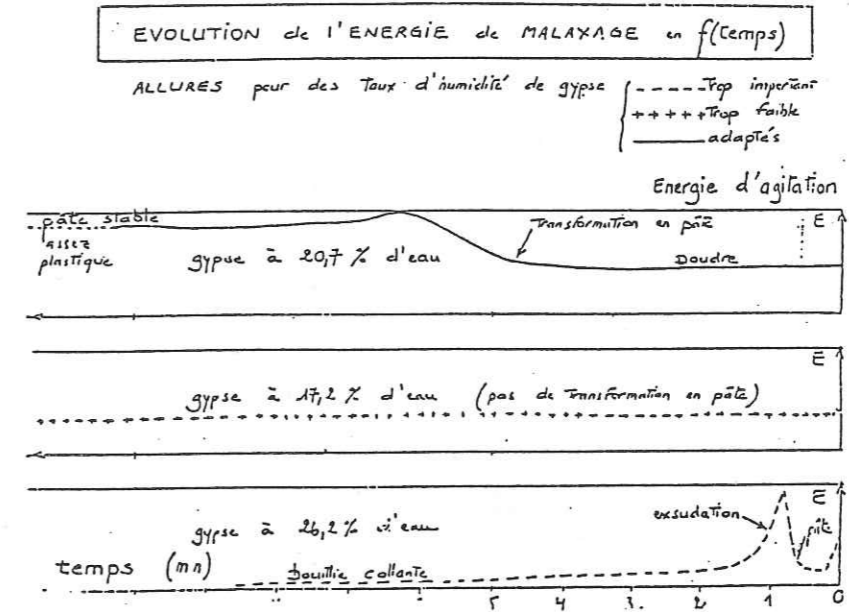 EVOLUTION de l'ENERGIE de MALAXAGE en f(temps)
ALLURES pour des Taux d'humidité de gypse
Trop important
Trop faible
adaptés
Energie d'agitation
pâte stable
assez
plastique
gypse à 20,7 % d'eau
Transformation en pâte
Poudre
E
gypse à 17,2 % d'eau (pas de Transformation en pâte)
E
gypse à 26,2 % d'eau
exsudation
pâte
E
temps (mn)
bouillie collante
5 4 3. 2 1 0